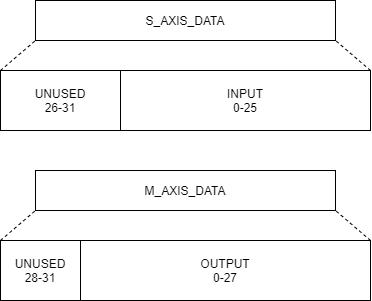 S_AXIS_DATA
UNUSED
26-31
INPUT
0-25
M_AXIS_DATA
UNUSED
28-31
OUTPUT
0-27